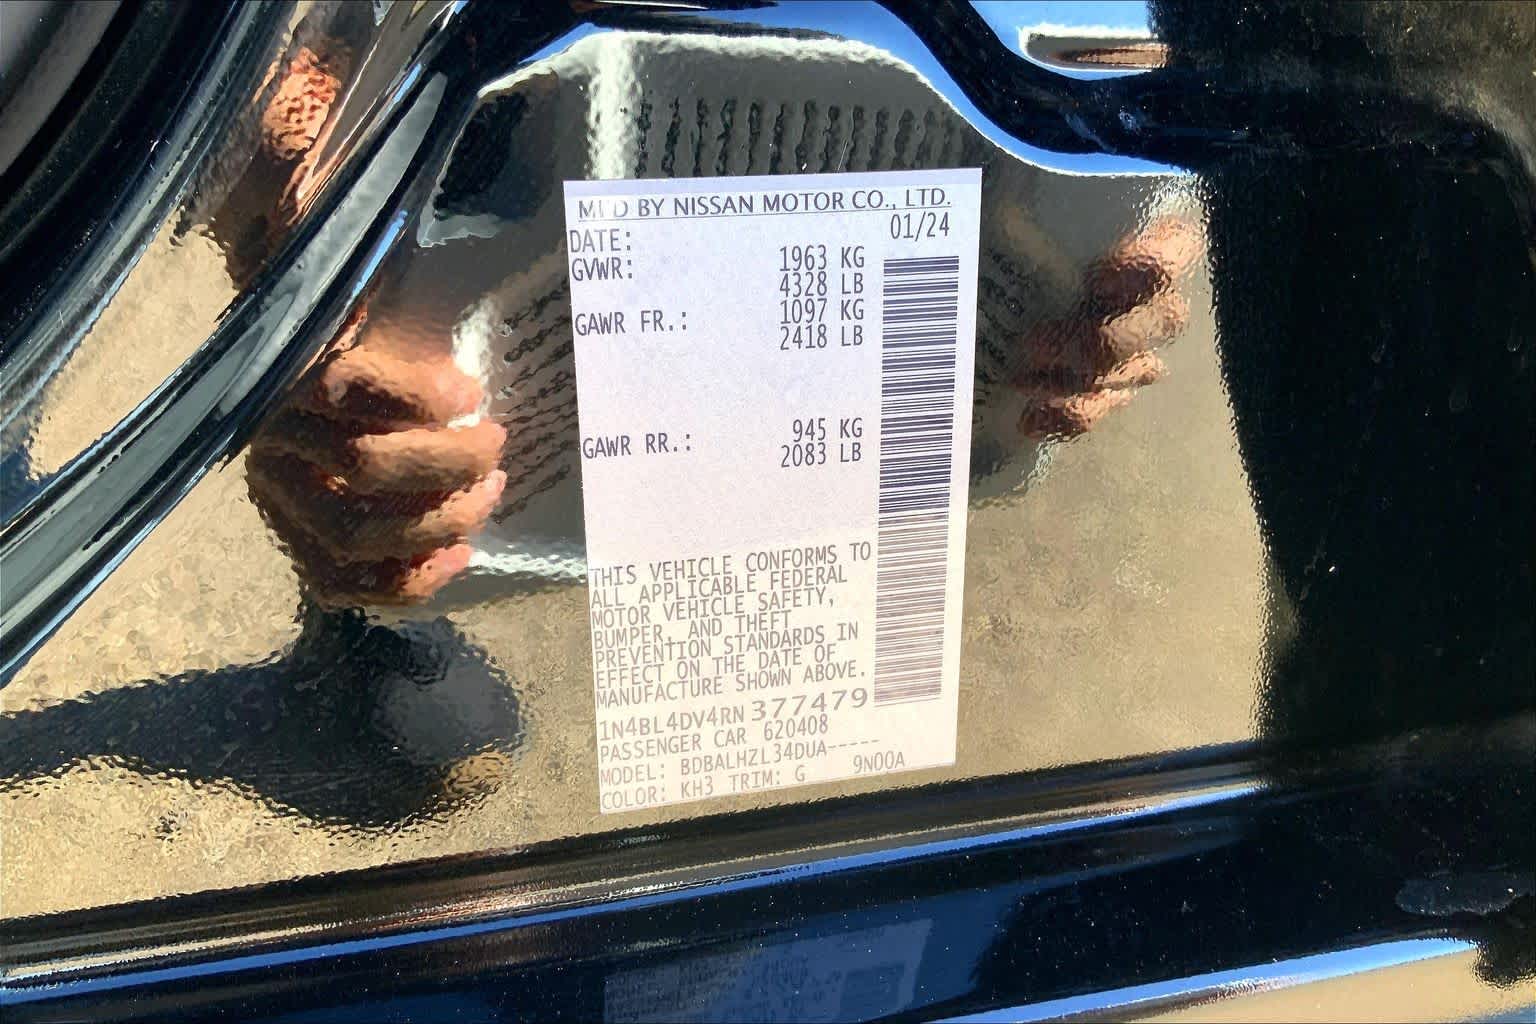 MFD BY NISSAN MOTOR CO., LTD.
DATE: 01/24
GVWR: 1963 KG
4328 LB
GAWR FR.: 1097 KG
2418 LB
GAWR RR.: 945 KG
2083 LB
THIS VEHICLE CONFORMS TO
ALL APPLICABLE FEDERAL
MOTOR VEHICLE SAFETY,
BUMPER, AND THEFT
PREVENTION STANDARDS IN
EFFECT ON THE DATE OF
MANUFACTURE SHOWN ABOVE.
1N4BL4DV4RN377479
PASSENGER CAR 620408
MODEL: BDBALHZL34DUA-----
COLOR: KH3 TRIM: G 9N00A